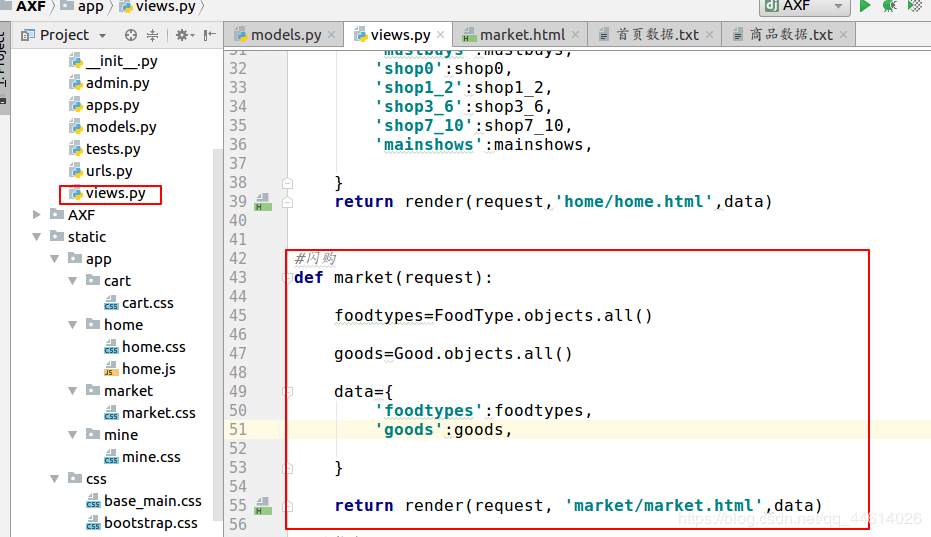 AXF app views.py
AXF
Project
models.py views.py market.html 首页数据.txt 商品数据.txt
__init__.py
admin.py
apps.py
models.py
tests.py
urls.py
views.py
AXF
static
app
cart
cart.css
home
home.css
home.js
market
market.css
mine
mine.css
css
base_main.css
bootstrap.css
31 'mustbuys':mustbuys,
32 'shop0':shop0,
33 'shop1_2':shop1_2,
34 'shop3_6':shop3_6,
35 'shop7_10':shop7_10,
36 'mainshows':mainshows,
37
38 }
39 return render(request,'home/home.html',data)
40
41
42 #闪购
43 def market(request):
44
45 foodtypes=FoodType.objects.all()
46
47 goods=Good.objects.all()
48
49 data={
50 'foodtypes':foodtypes,
51 'goods':goods,
52
53 }
54
55 return render(request, 'market/market.html',data)
56
https://blog.csdn.net/qq_44614026